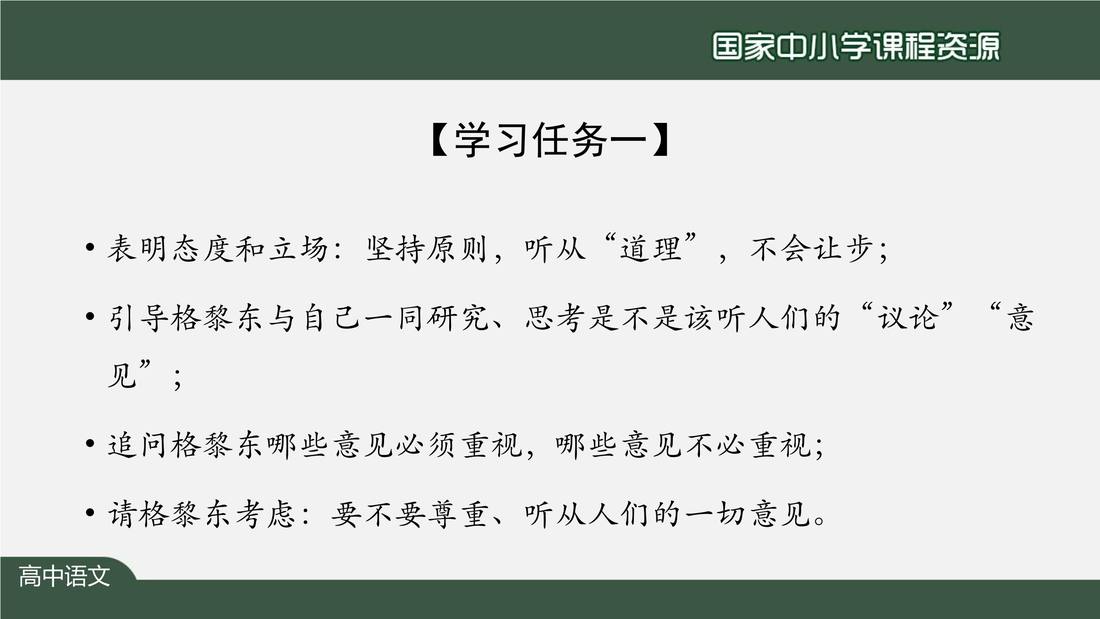 国家中小学课程资源
【学习任务一】
• 表明态度和立场：坚持原则，听从“道理”，不会让步；
• 引导格黎东与自己一同研究、思考是不是该听人们的“议论”“意
见”；
• 追问格黎东哪些意见必须重视，哪些意见不必重视；
• 请格黎东考虑：要不要尊重、听从人们的一切意见。
高中语文